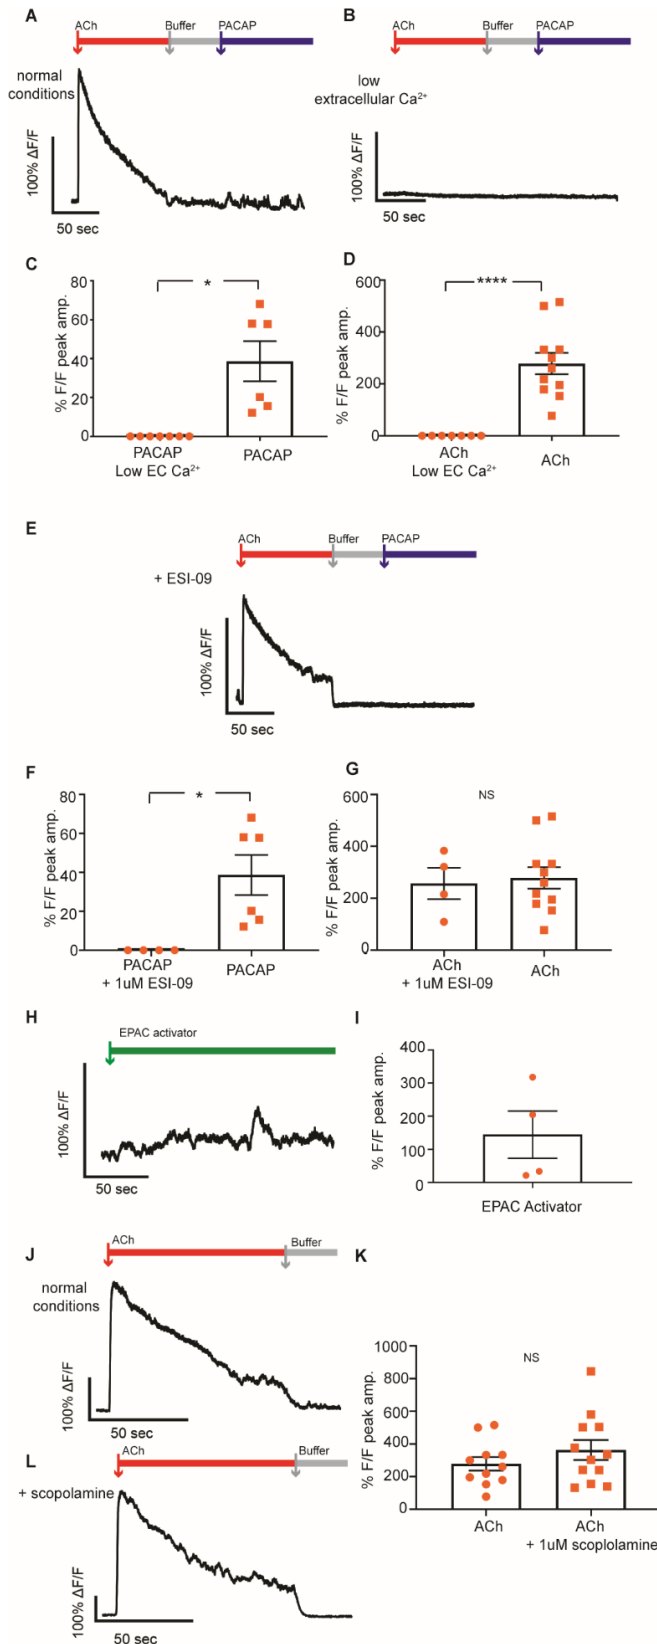 A
ACh
Buffer
PACAP
normal
conditions
100% ΔF/F
50 sec
B
ACh
Buffer
PACAP
low
extracellular Ca²⁺
100% ΔF/F
50 sec
C
% F/F peak amp.
80
60
40
20
0
*
PACAP
Low EC Ca²⁺
PACAP
D
% F/F peak amp.
600
400
200
0
****
ACh
Low EC Ca²⁺
ACh
E
ACh
Buffer
PACAP
+ ESI-09
100% ΔF/F
50 sec
F
% F/F peak amp.
80
60
40
20
0
*
PACAP
+ 1uM ESI-09
PACAP
G
% F/F peak amp.
600
400
200
0
NS
ACh
+ 1uM ESI-09
ACh
H
EPAC activator
100% ΔF/F
50 sec
I
% F/F peak amp.
400
300
200
100
0
EPAC Activator
J
ACh
Buffer
normal
conditions
100% ΔF/F
50 sec
K
% F/F peak amp.
1000
800
600
400
200
0
NS
ACh
ACh
+ 1uM scoplolamine
L
ACh
Buffer
+ scopolamine
100% ΔF/F
50 sec